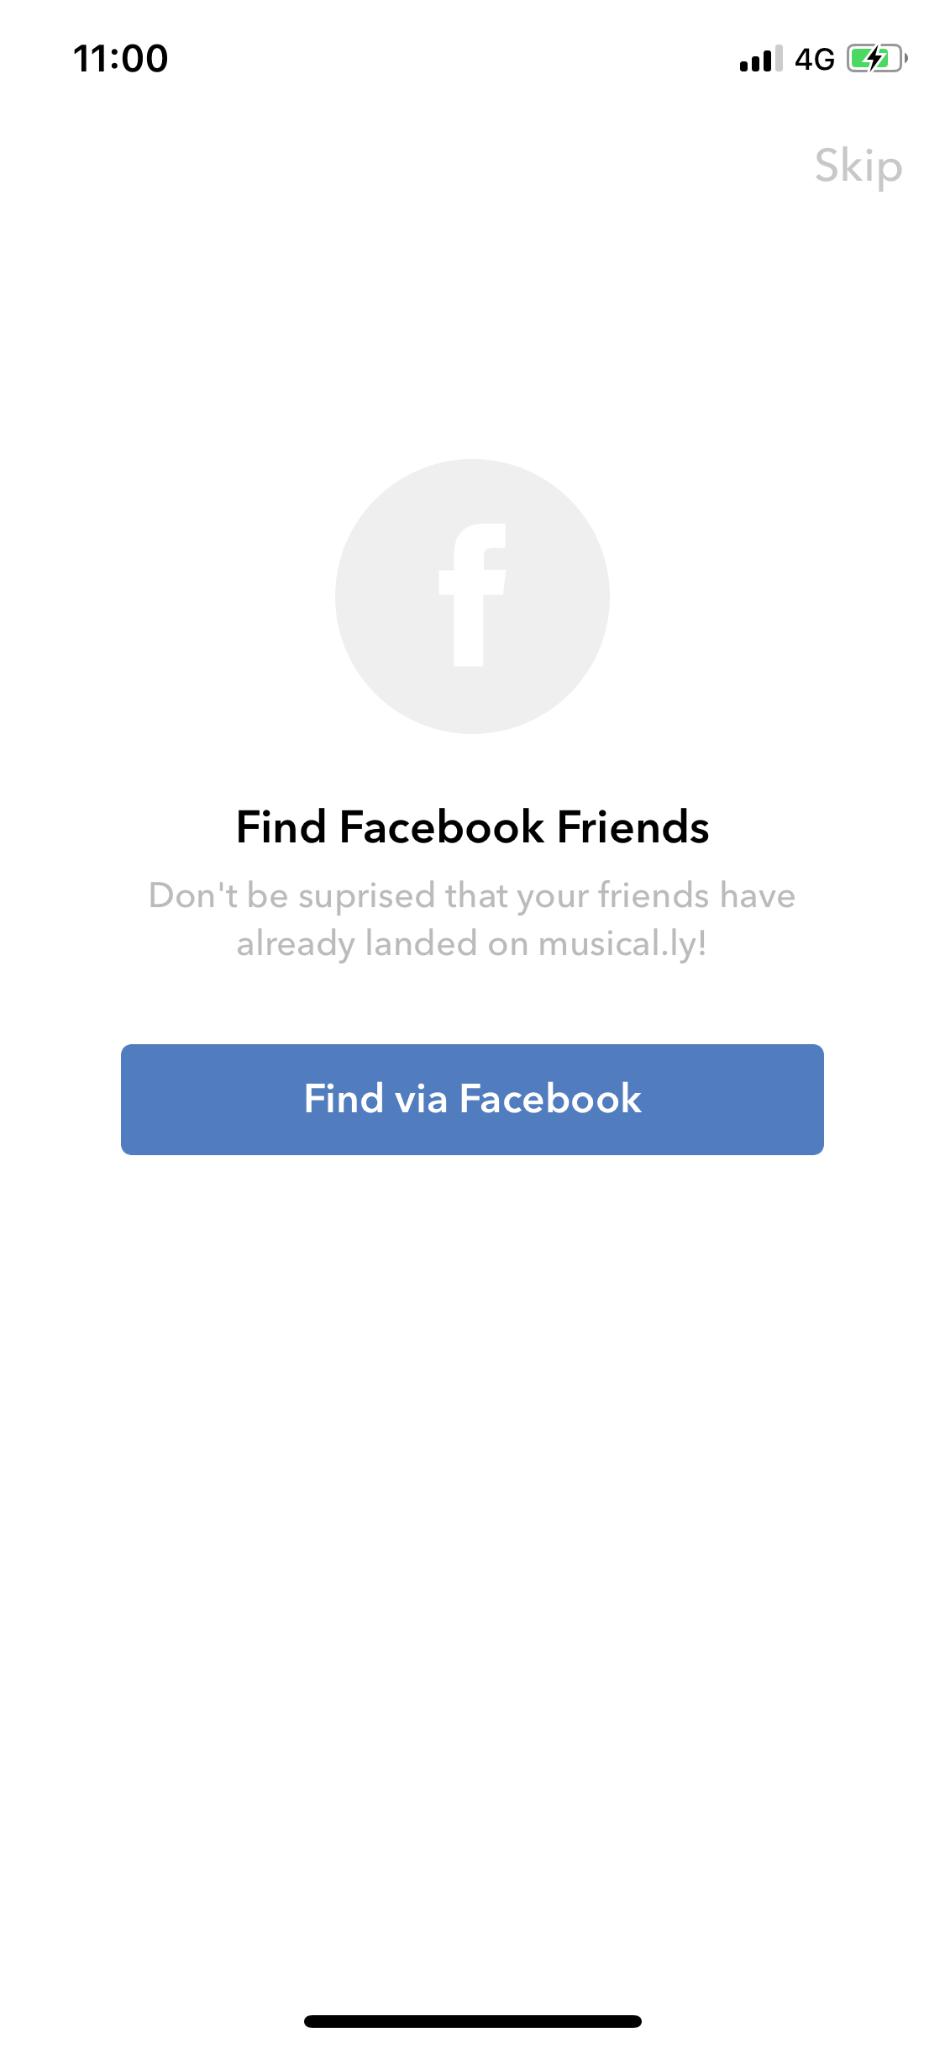 11:00
4G
Skip
f
Find Facebook Friends
Don't be suprised that your friends have
already landed on musical.ly!
Find via Facebook